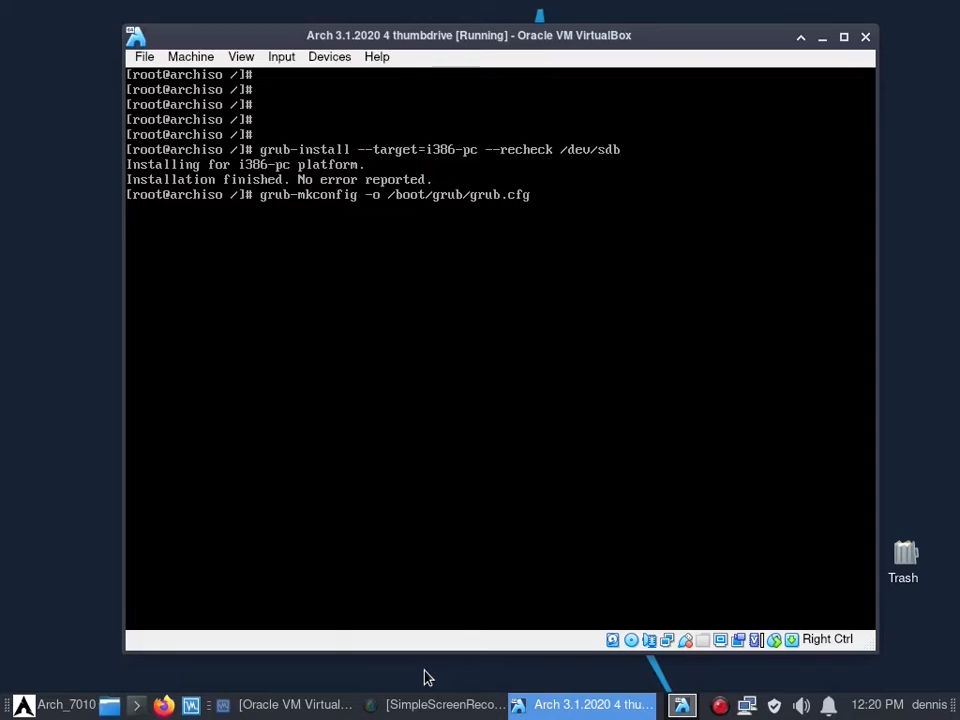 Arch 3.1.2020 4 thumbdrive [Running] - Oracle VM VirtualBox
File Machine View Input Devices Help
[root@archiso /]#
[root@archiso /]#
[root@archiso /]#
[root@archiso /]#
[root@archiso /]#
[root@archiso /]# grub-install --target=i386-pc --recheck /dev/sdb
Installing for i386-pc platform.
Installation finished. No error reported.
[root@archiso /]# grub-mkconfig -o /boot/grub/grub.cfg
Trash
Right Ctrl
Arch_7010 [Oracle VM Virtual... [SimpleScreenReco... Arch 3.1.2020 4 thu... 12:20 PM dennis